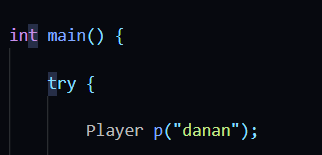 int main() {
try {
Player p("danan");